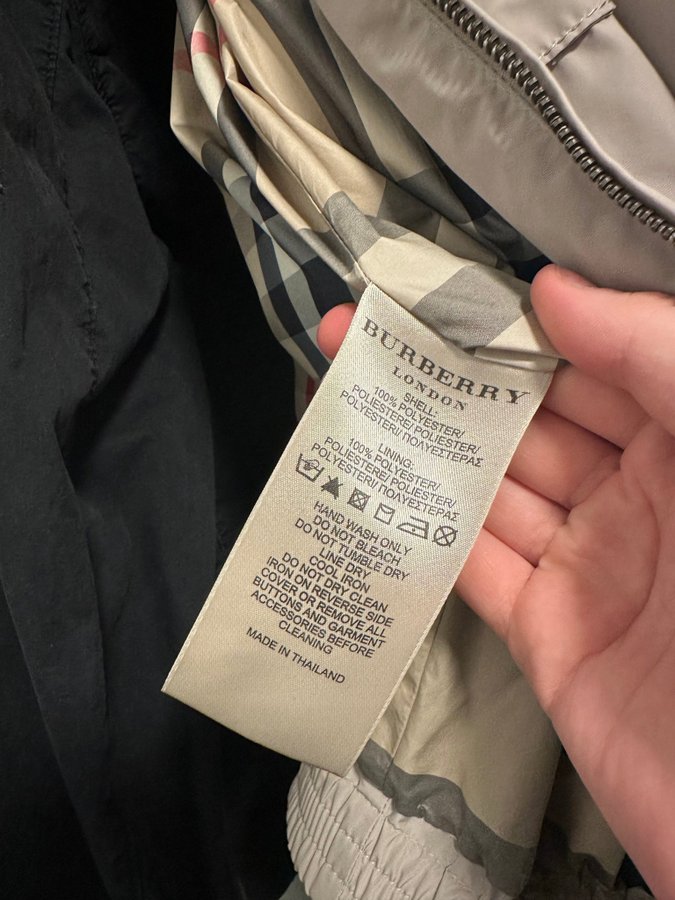 BURBERRY
LONDON
SHELL:
100% POLYESTER/
POLIESTERE/POLIESTER/
POLYESTER/ ΠΟΛΥΕΣΤΕΡΑΣ
LINING:
100% POLYESTER/
POLIESTERE/POLIESTER/
POLYESTER/ ΠΟΛΥΕΣΤΕΡΑΣ
HAND WASH ONLY
DO NOT BLEACH
DO NOT TUMBLE DRY
LINE DRY
COOL IRON
DO NOT DRY CLEAN
IRON ON REVERSE SIDE
COVER OR REMOVE ALL
BUTTONS AND GARMENT
ACCESSORIES BEFORE
CLEANING
MADE IN THAILAND